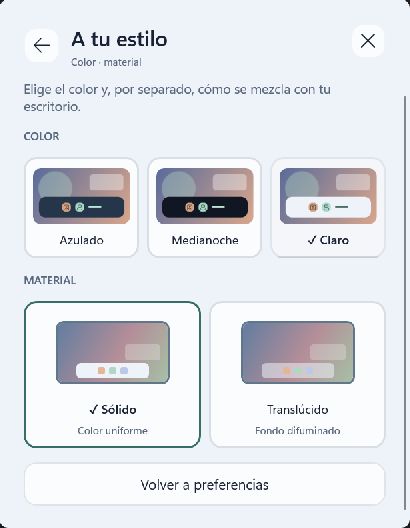 A tu estilo
Color · material
Elige el color y, por separado, cómo se mezcla con tu
escritorio.
COLOR
Azulado
Medianoche
✓ Claro
MATERIAL
✓ Sólido
Color uniforme
Translúcido
Fondo difuminado
Volver a preferencias